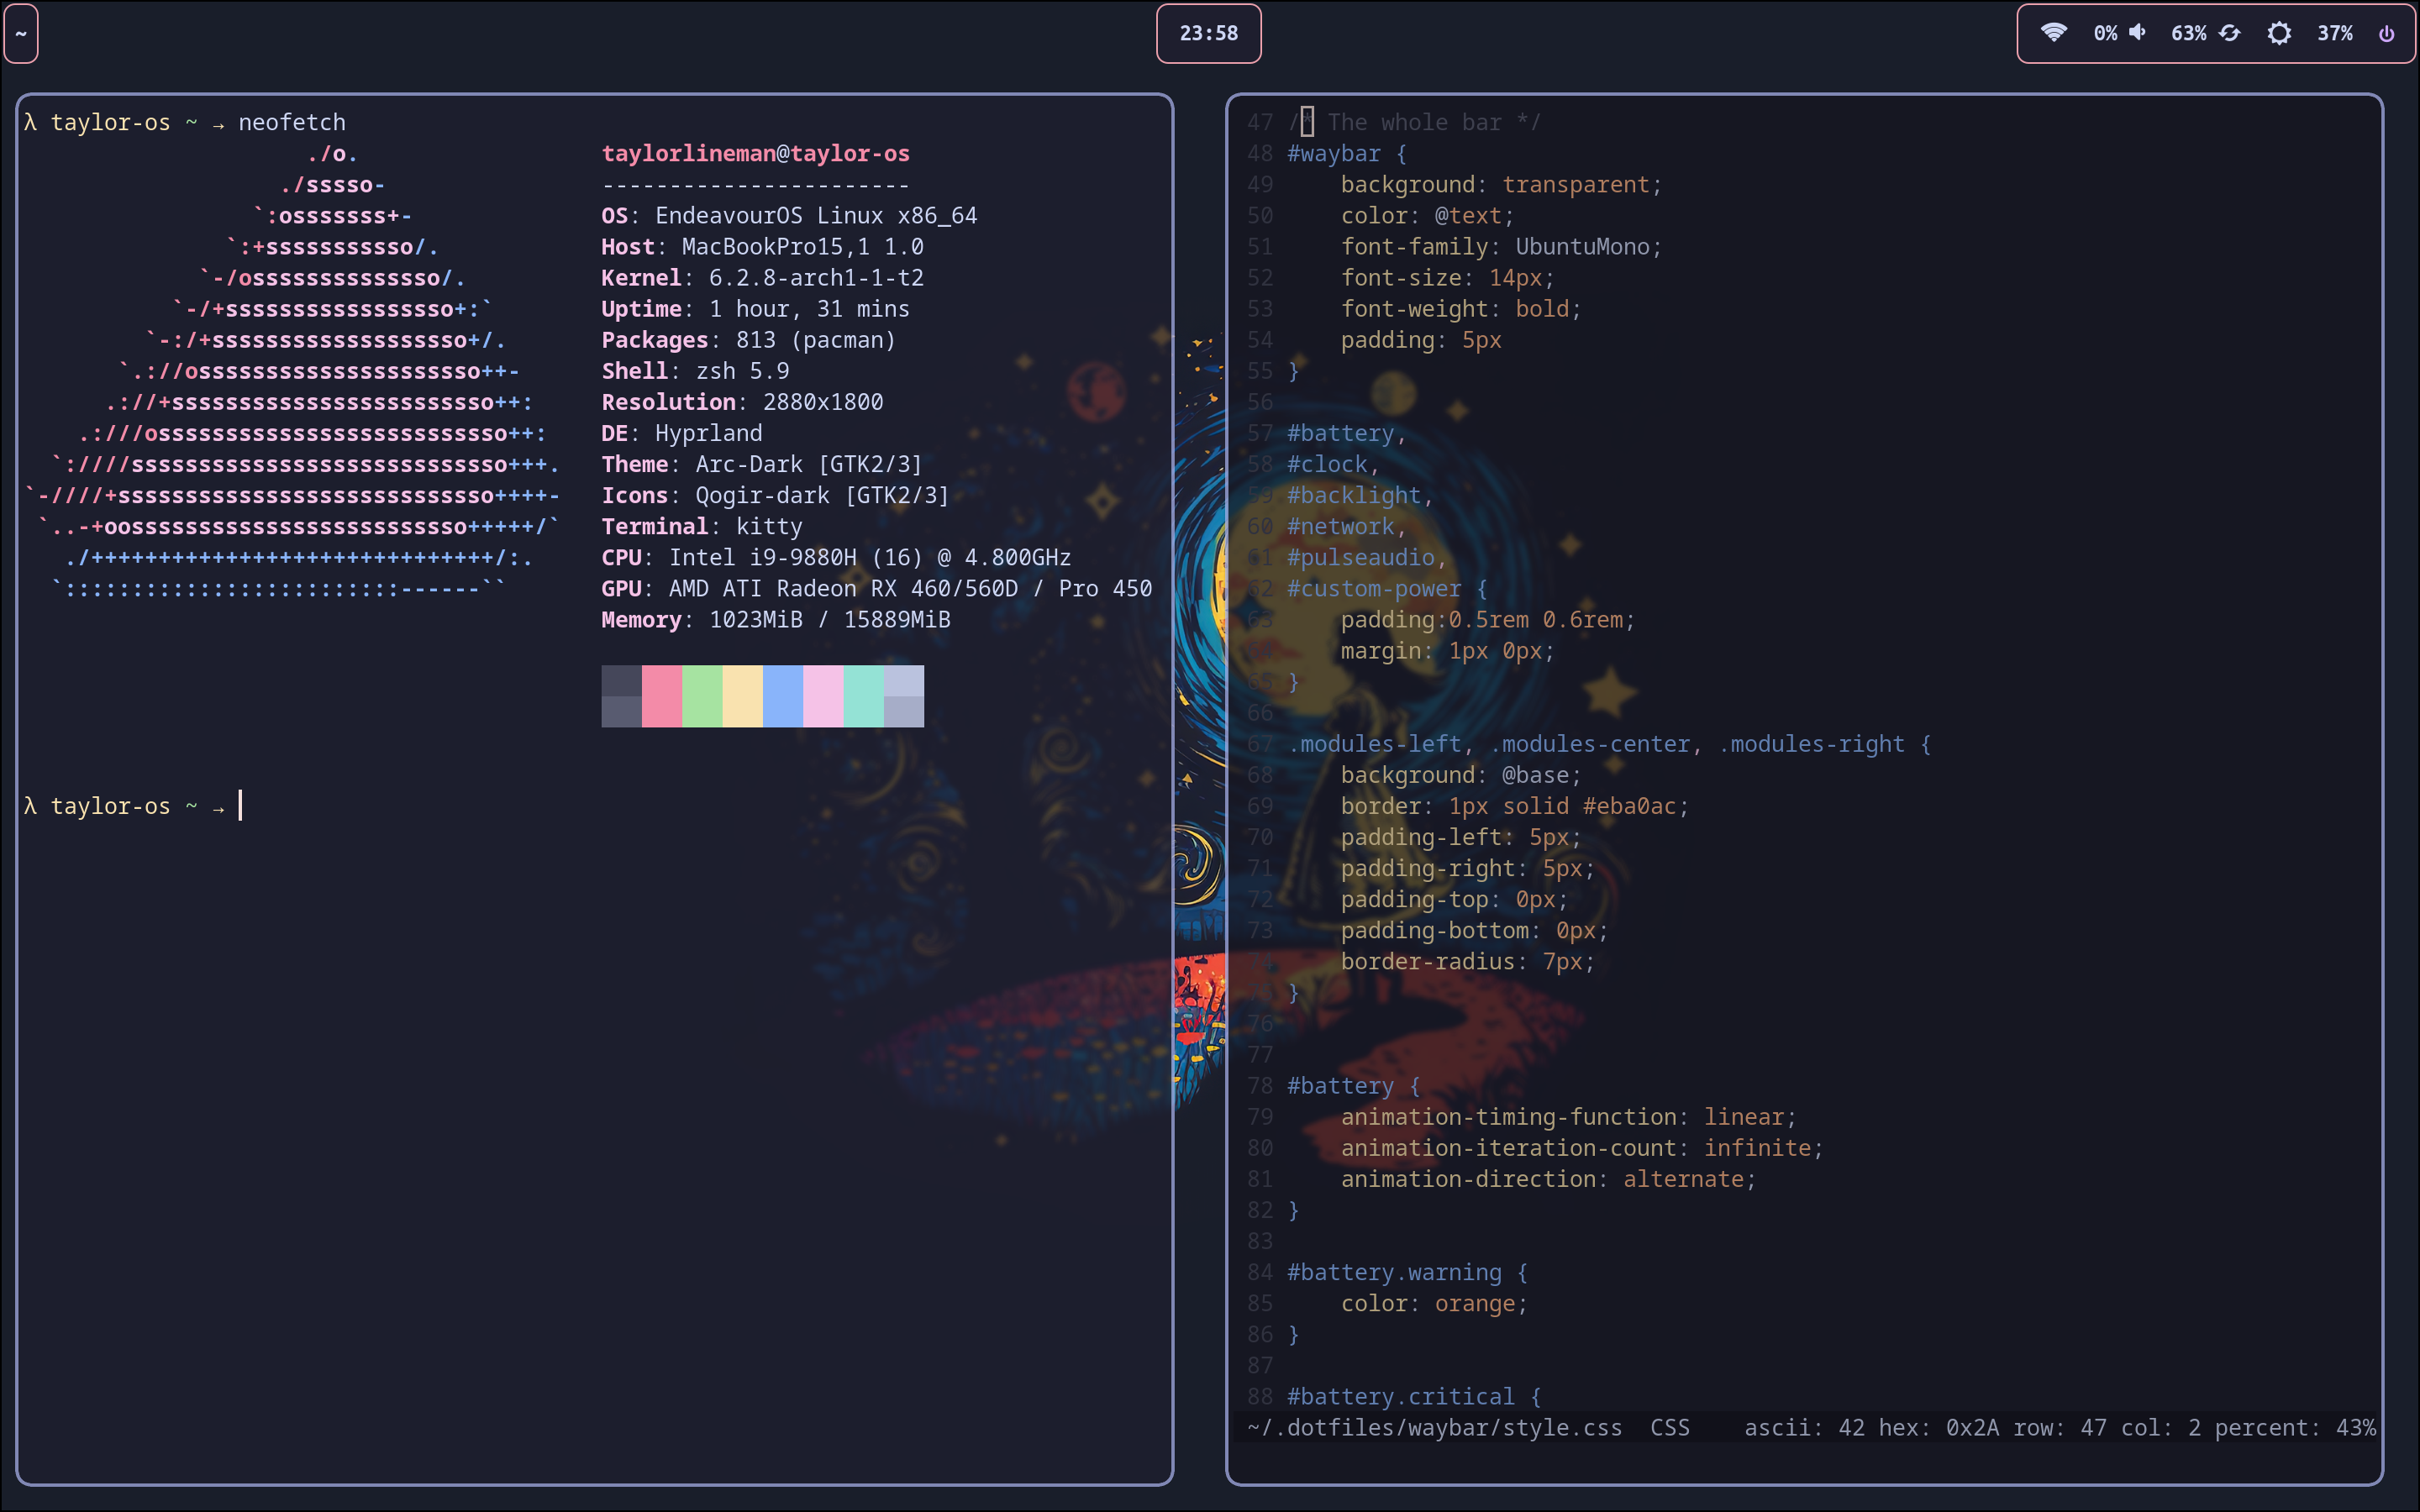 ~
23:58
0% 63% 37%
λ taylor-os ~ → neofetch
./o.
./sssso-
`:osssssss+-
`:+sssssssssso/.
`-/ossssssssssssso/.
`-/+sssssssssssssssso+:`
`-:/+sssssssssssssssssso+/.
`.://osssssssssssssssssssso++-
.://+ssssssssssssssssssssssso++:
.:///ossssssssssssssssssssssssso++:
`:////ssssssssssssssssssssssssssso+++.
`-////+ssssssssssssssssssssssssssso++++-
`..-+oosssssssssssssssssssssssso+++++/`
./++++++++++++++++++++++++++++++/:.
`:::::::::::::::::::::::::------``
taylorlineman@taylor-os
-----------------------
OS: EndeavourOS Linux x86_64
Host: MacBookPro15,1 1.0
Kernel: 6.2.8-arch1-1-t2
Uptime: 1 hour, 31 mins
Packages: 813 (pacman)
Shell: zsh 5.9
Resolution: 2880x1800
DE: Hyprland
Theme: Arc-Dark [GTK2/3]
Icons: Qogir-dark [GTK2/3]
Terminal: kitty
CPU: Intel i9-9880H (16) @ 4.800GHz
GPU: AMD ATI Radeon RX 460/560D / Pro 450
Memory: 1023MiB / 15889MiB
λ taylor-os ~ →
47 /* The whole bar */
48 #waybar {
49     background: transparent;
50     color: @text;
51     font-family: UbuntuMono;
52     font-size: 14px;
53     font-weight: bold;
54     padding: 5px
55 }
56
57 #battery,
58 #clock,
59 #backlight,
60 #network,
61 #pulseaudio,
62 #custom-power {
63     padding:0.5rem 0.6rem;
64     margin: 1px 0px;
65 }
66
67 .modules-left, .modules-center, .modules-right {
68     background: @base;
69     border: 1px solid #eba0ac;
70     padding-left: 5px;
71     padding-right: 5px;
72     padding-top: 0px;
73     padding-bottom: 0px;
74     border-radius: 7px;
75 }
76
77
78 #battery {
79     animation-timing-function: linear;
80     animation-iteration-count: infinite;
81     animation-direction: alternate;
82 }
83
84 #battery.warning {
85     color: orange;
86 }
87
88 #battery.critical {
~/.dotfiles/waybar/style.css  CSS    ascii: 42 hex: 0x2A row: 47 col: 2 percent: 43%